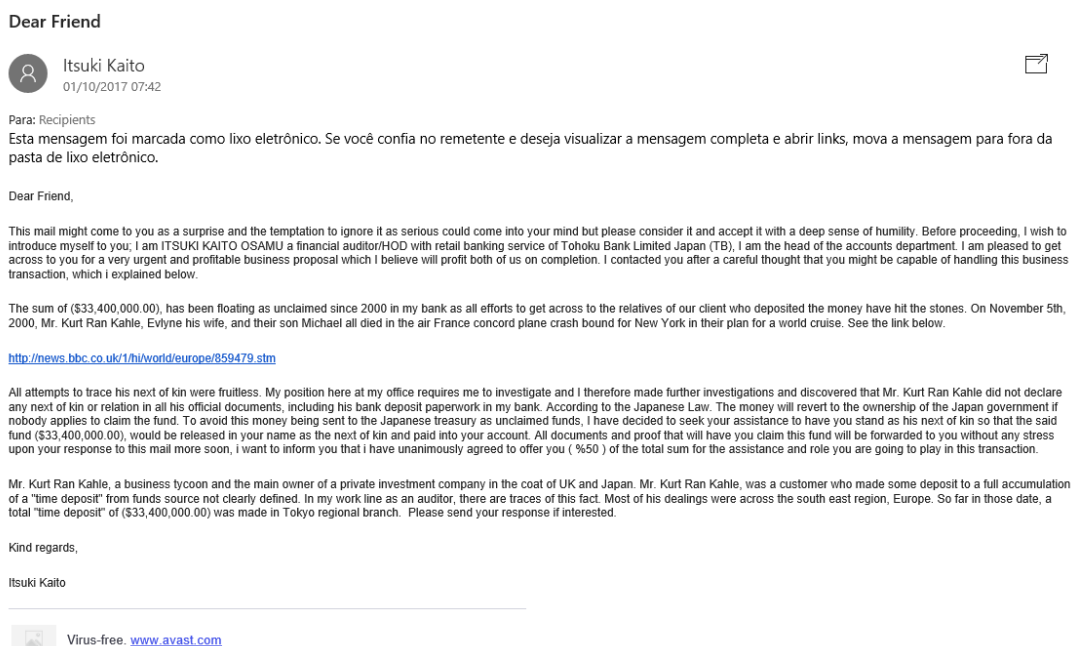 Dear Friend
Itsuki Kaito
01/10/2017 07:42
Para: Recipients
Esta mensagem foi marcada como lixo eletrônico. Se você confia no remetente e deseja visualizar a mensagem completa e abrir links, mova a mensagem para fora da
pasta de lixo eletrônico.
Dear Friend,
This mail might come to you as a surprise and the temptation to ignore it as serious could come into your mind but please consider it and accept it with a deep sense of humility. Before proceeding, I wish to
introduce myself to you; I am ITSUKI KAITO OSAMU a financial auditor/HOD with retail banking service of Tohoku Bank Limited Japan (TB), I am the head of the accounts department. I am pleased to get
across to you for a very urgent and profitable business proposal which I believe will profit both of us on completion. I contacted you after a careful thought that you might be capable of handling this business
transaction, which i explained below.
The sum of ($33,400,000.00), has been floating as unclaimed since 2000 in my bank as all efforts to get across to the relatives of our client who deposited the money have hit the stones. On November 5th,
2000, Mr. Kurt Ran Kahle, Evlyne his wife, and their son Michael all died in the air France concord plane crash bound for New York in their plan for a world cruise. See the link below.
http://news.bbc.co.uk/1/hi/world/europe/859479.stm
All attempts to trace his next of kin were fruitless. My position here at my office requires me to investigate and I therefore made further investigations and discovered that Mr. Kurt Ran Kahle did not declare
any next of kin or relation in all his official documents, including his bank deposit paperwork in my bank. According to the Japanese Law. The money will revert to the ownership of the Japan government if
nobody applies to claim the fund. To avoid this money being sent to the Japanese treasury as unclaimed funds, I have decided to seek your assistance to have you stand as his next of kin so that the said
fund ($33,400,000.00), would be released in your name as the next of kin and paid into your account. All documents and proof that will have you claim this fund will be forwarded to you without any stress
upon your response to this mail more soon, i want to inform you that i have unanimously agreed to offer you ( %50 ) of the total sum for the assistance and role you are going to play in this transaction.
Mr. Kurt Ran Kahle, a business tycoon and the main owner of a private investment company in the coat of UK and Japan. Mr. Kurt Ran Kahle, was a customer who made some deposit to a full accumulation
of a "time deposit" from funds source not clearly defined. In my work line as an auditor, there are traces of this fact. Most of his dealings were across the south east region, Europe. So far in those date, a
total "time deposit" of ($33,400,000.00) was made in Tokyo regional branch. Please send your response if interested.
Kind regards,
Itsuki Kaito
Virus-free. www.avast.com